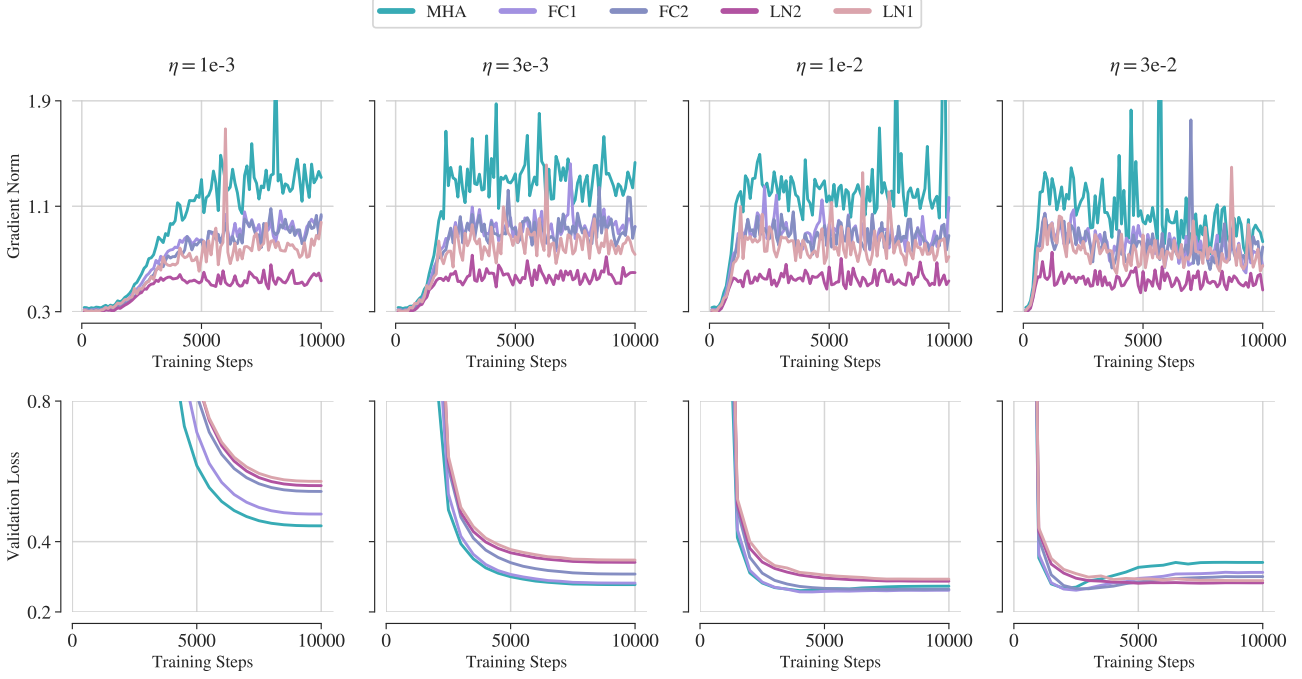 MHA FC1 FC2 LN2 LN1
η = 1e-3 η = 3e-3 η = 1e-2 η = 3e-2
Gradient Norm
1.9
1.1
0.3
0 5000 10000 0 5000 10000 0 5000 10000 0 5000 10000
Training Steps Training Steps Training Steps Training Steps
Validation Loss
0.8
0.4
0.2
0 5000 10000 0 5000 10000 0 5000 10000 0 5000 10000
Training Steps Training Steps Training Steps Training Steps